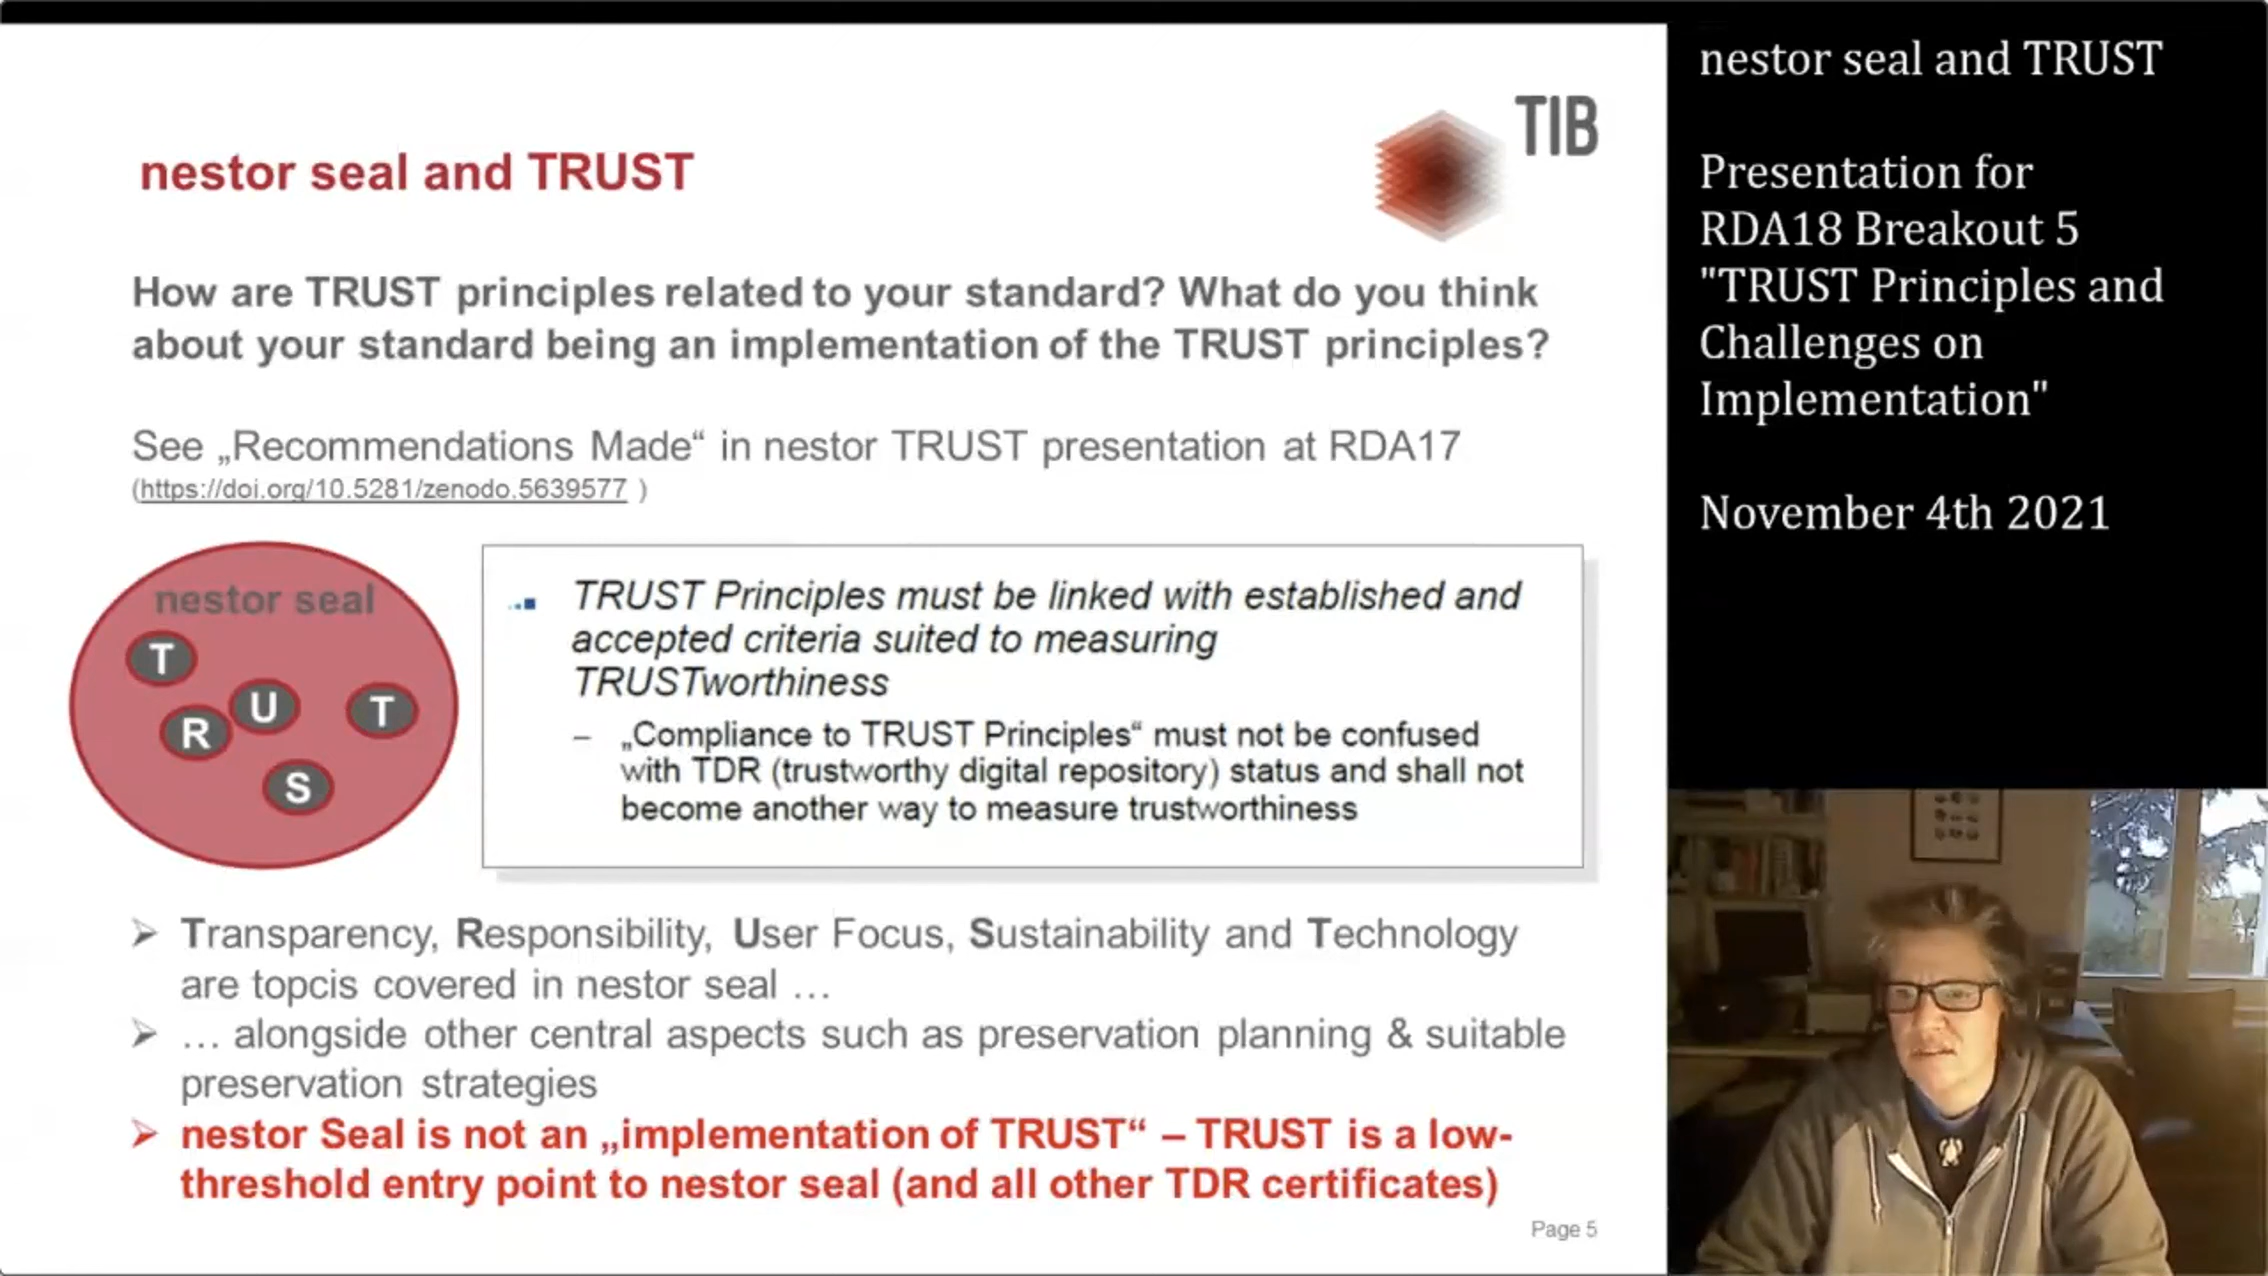 TIB
nestor seal and TRUST
How are TRUST principles related to your standard? What do you think
about your standard being an implementation of the TRUST principles?
See „Recommendations Made“ in nestor TRUST presentation at RDA17
(https://doi.org/10.5281/zenodo.5639577 )
nestor seal
T
R
U
S
T
TRUST Principles must be linked with established and
accepted criteria suited to measuring
TRUSTworthiness
– „Compliance to TRUST Principles“ must not be confused
with TDR (trustworthy digital repository) status and shall not
become another way to measure trustworthiness
Transparency, Responsibility, User Focus, Sustainability and Technology
are topcis covered in nestor seal …
… alongside other central aspects such as preservation planning & suitable
preservation strategies
nestor Seal is not an „implementation of TRUST“ – TRUST is a low-
threshold entry point to nestor seal (and all other TDR certificates)
Page 5
nestor seal and TRUST
Presentation for
RDA18 Breakout 5
"TRUST Principles and
Challenges on
Implementation"
November 4th 2021